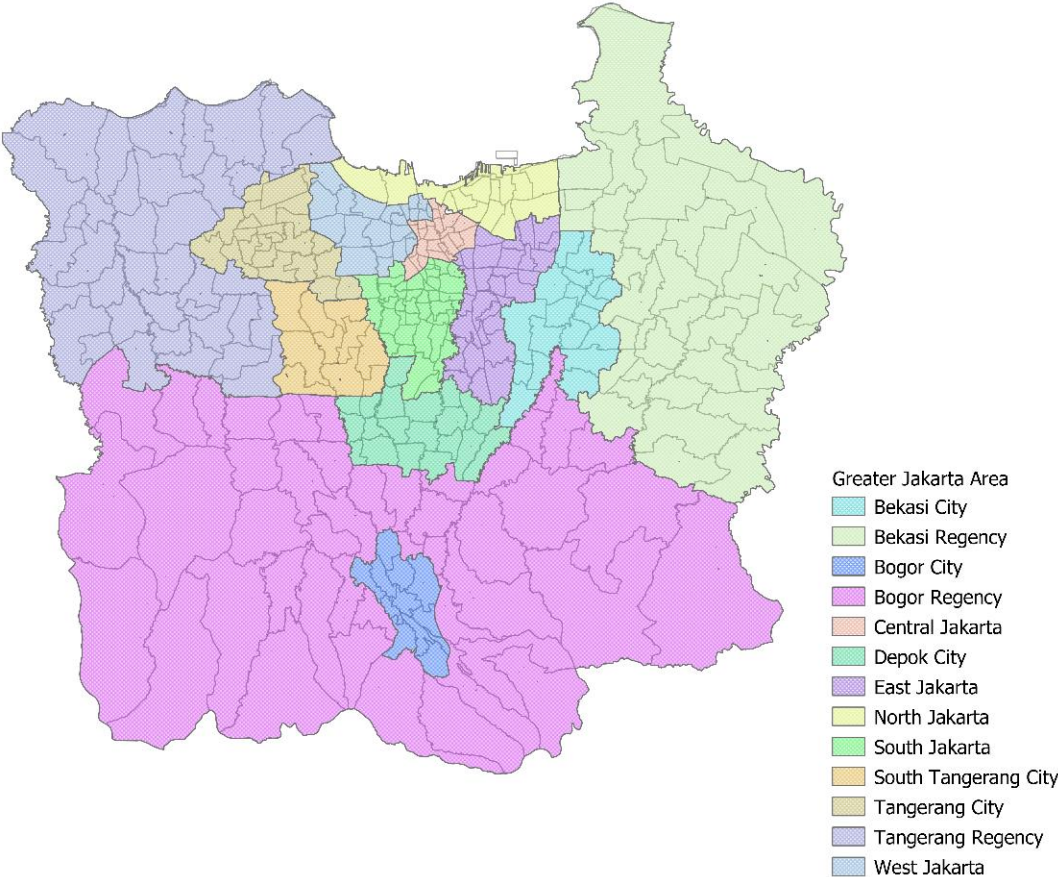 Greater Jakarta Area
Bekasi City
Bekasi Regency
Bogor City
Bogor Regency
Central Jakarta
Depok City
East Jakarta
North Jakarta
South Jakarta
South Tangerang City
Tangerang City
Tangerang Regency
West Jakarta